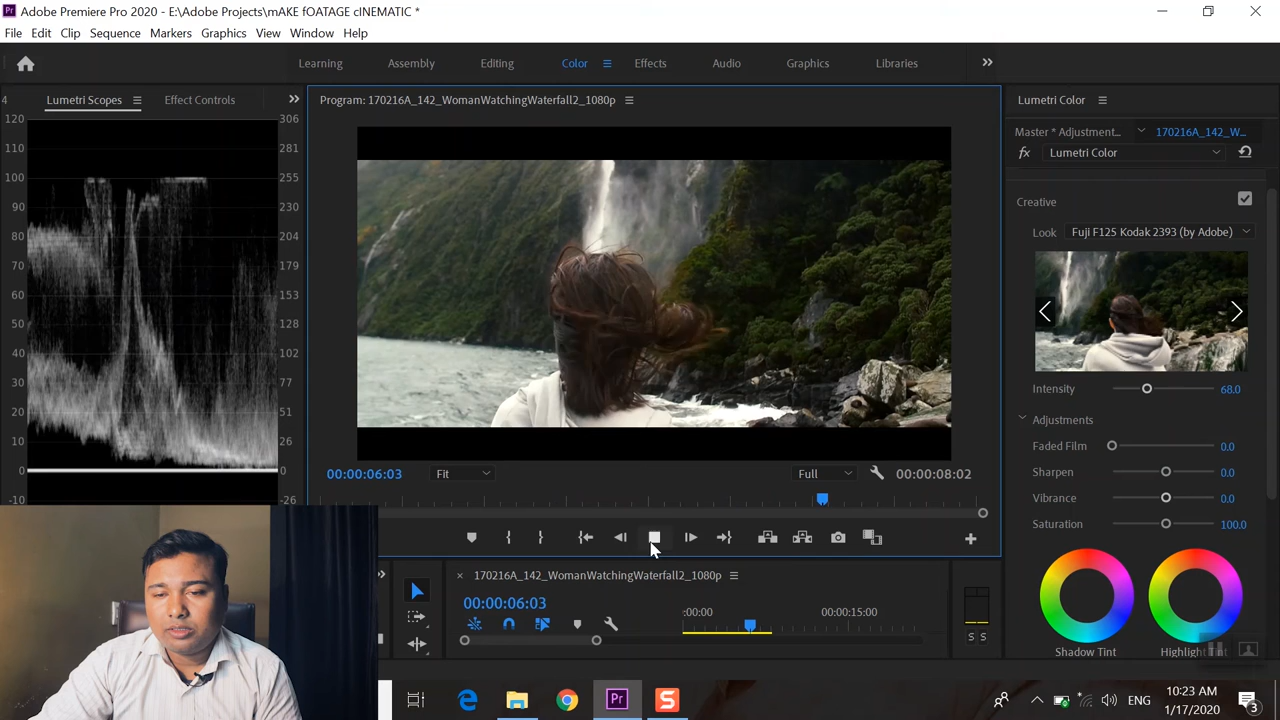 Adobe Premiere Pro 2020 - E:\Adobe Projects\mAKE fOATAGE cINEMATIC *
File Edit Clip Sequence Markers Graphics View Window Help
Learning Assembly Editing Color Effects Audio Graphics Libraries
4 Lumetri Scopes Effect Controls
Program: 170216A_142_WomanWatchingWaterfall2_1080p
Lumetri Color
Master * Adjustment... 170216A_142_W...
fx Lumetri Color
120 306
110 281
100 255
90 230
80 204
70 179
60 153
50 128
40 102
30 77
20 51
10 26
0 0
-10 -26
Creative
Look Fuji F125 Kodak 2393 (by Adobe)
Intensity 68.0
Adjustments
Faded Film 0.0
Sharpen 0.0
Vibrance 0.0
Saturation 100.0
Shadow Tint Highlight Tint
00:00:06:03 Fit Full 00:00:08:02
170216A_142_WomanWatchingWaterfall2_1080p
00:00:06:03
:00:00 00:00:15:00
S S
ENG
10:23 AM
1/17/2020
3